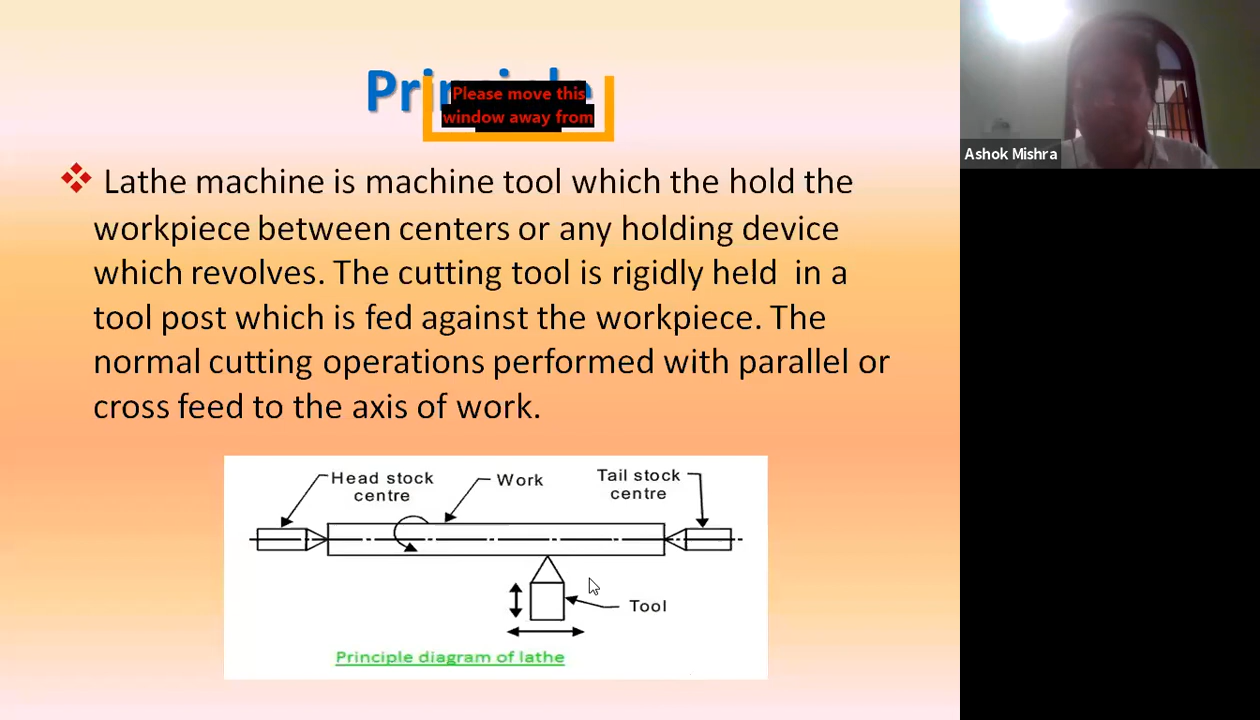 Principle
Please move this
window away from
Ashok Mishra
Lathe machine is machine tool which the hold the
workpiece between centers or any holding device
which revolves. The cutting tool is rigidly held in a
tool post which is fed against the workpiece. The
normal cutting operations performed with parallel or
cross feed to the axis of work.
Head stock
centre
Work
Tail stock
centre
Tool
Principle diagram of lathe